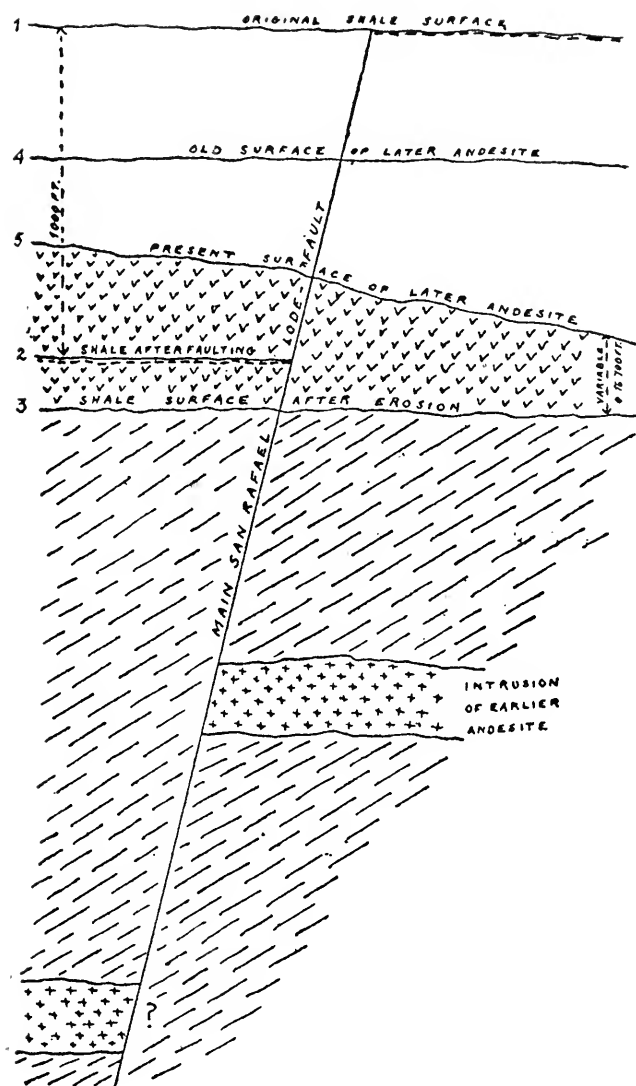 1 ORIGINAL SHALE SURFACE
4 OLD SURFACE OF LATER ANDESITE
1000 FT.
5 PRESENT SURFACE OF LATER ANDESITE
2 SHALE AFTER FAULTING
VARIABLE
0 TO 700 FT.
3 SHALE SURFACE AFTER EROSION
MAIN SAN RAFAEL LODE-FAULT
INTRUSION
OF EARLIER
ANDESITE
?